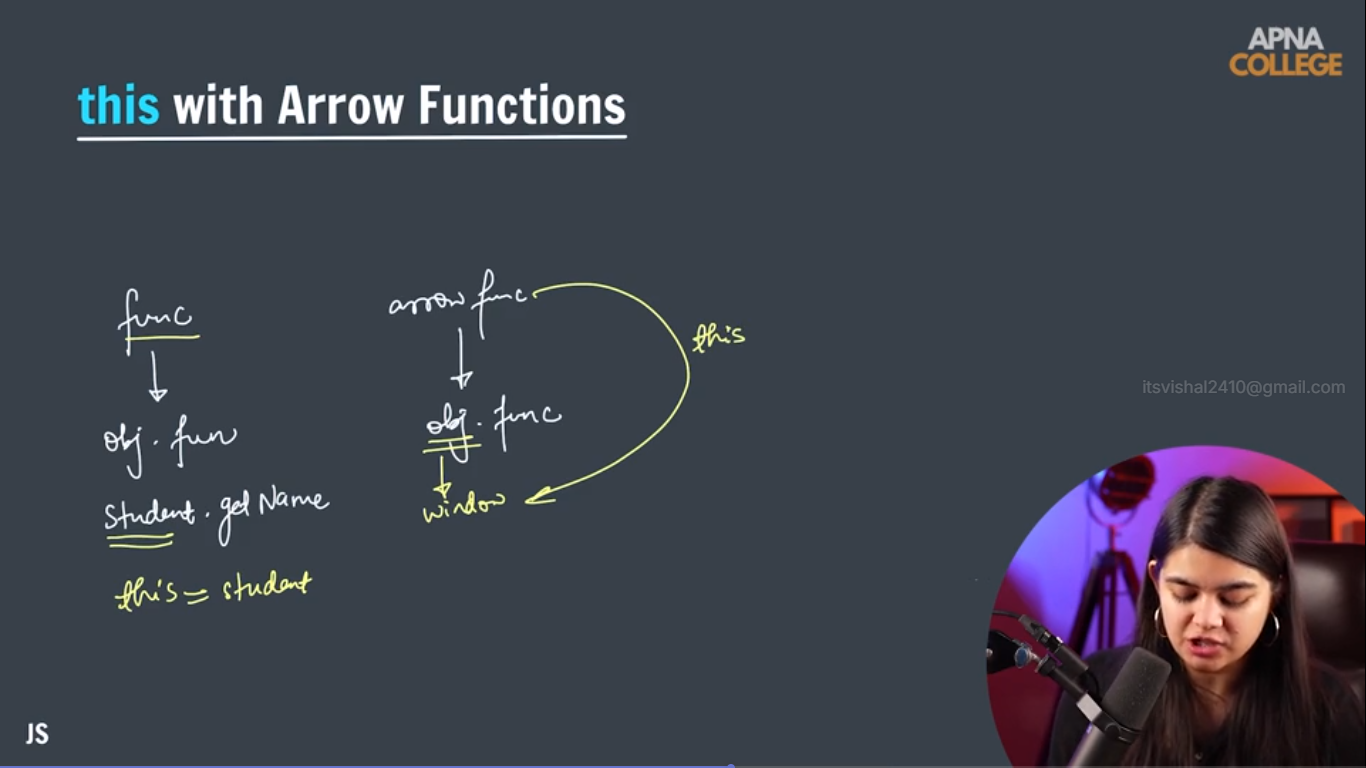 APNA
COLLEGE
this with Arrow Functions
func
obj. fun
Student. getName
this = student
arrow func
obj. func
window
this
itsvishal2410@gmail.com
JS